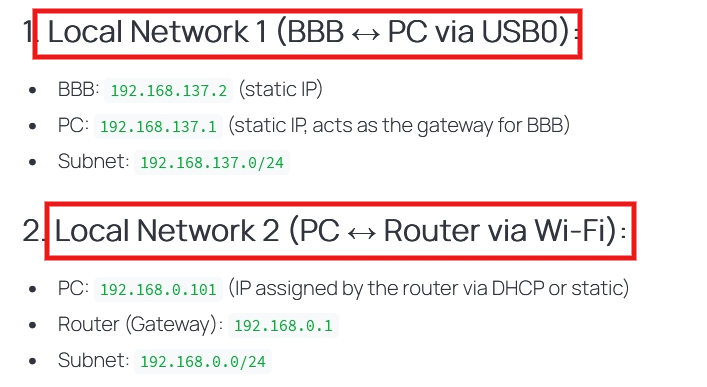 1. Local Network 1 (BBB ↔ PC via USB0):
• BBB: 192.168.137.2 (static IP)
• PC: 192.168.137.1 (static IP, acts as the gateway for BBB)
• Subnet: 192.168.137.0/24
2. Local Network 2 (PC ↔ Router via Wi-Fi):
• PC: 192.168.0.101 (IP assigned by the router via DHCP or static)
• Router (Gateway): 192.168.0.1
• Subnet: 192.168.0.0/24